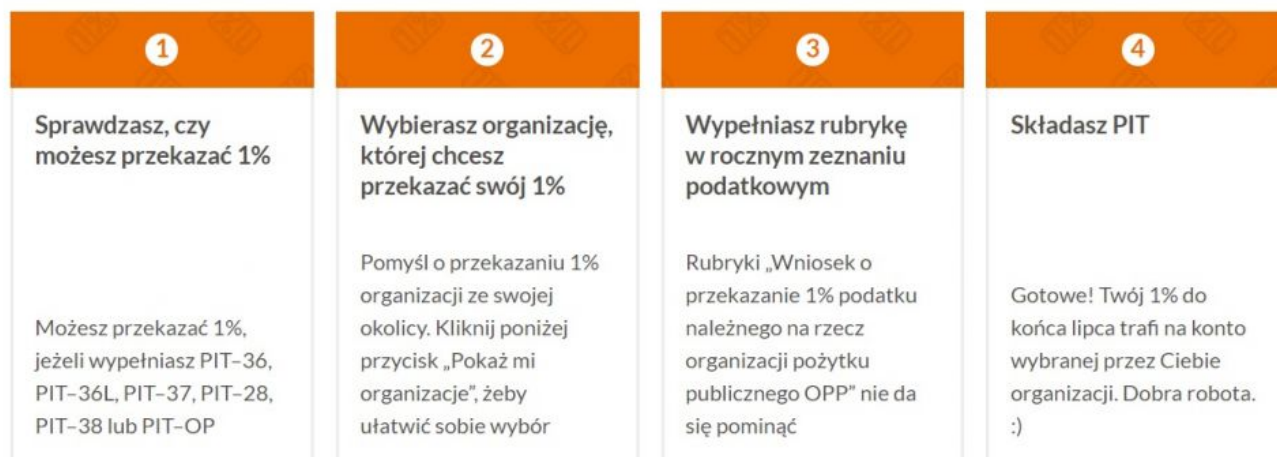 1
Sprawdzasz, czy
możesz przekazać 1%
Możesz przekazać 1%,
jeżeli wypełniasz PIT–36,
PIT–36L, PIT–37, PIT–28,
PIT–38 lub PIT–OP
2
Wybierasz organizację,
której chcesz
przekazać swój 1%
Pomyśl o przekazaniu 1%
organizacji ze swojej
okolicy. Kliknij poniżej
przycisk „Pokaż mi
organizacje”, żeby
ułatwić sobie wybór
3
Wypełniasz rubrykę
w rocznym zeznaniu
podatkowym
Rubryki „Wniosek o
przekazanie 1% podatku
należnego na rzecz
organizacji pożytku
publicznego OPP” nie da
się pominąć
4
Składasz PIT
Gotowe! Twój 1% do
końca lipca trafi na konto
wybranej przez Ciebie
organizacji. Dobra robota.
:)